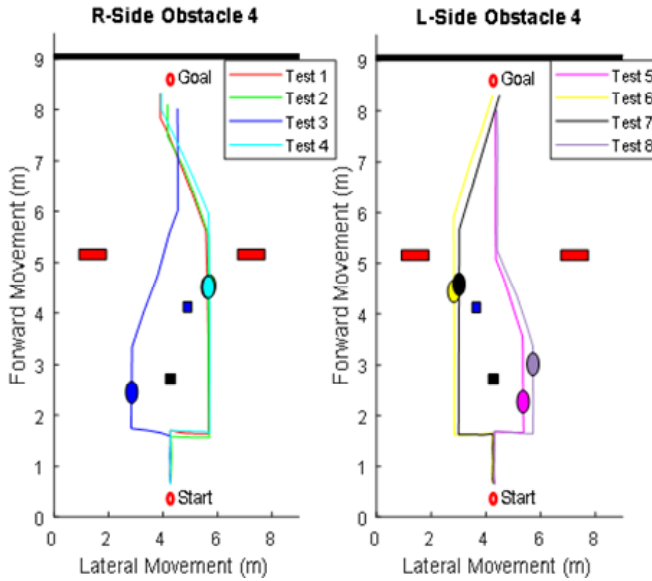 R-Side Obstacle 4
Forward Movement (m)
9
8
7
6
5
4
3
2
1
0
Goal
Test 1
Test 2
Test 3
Test 4
Start
0 2 4 6 8
Lateral Movement (m)
L-Side Obstacle 4
Forward Movement (m)
9
8
7
6
5
4
3
2
1
0
Goal
Test 5
Test 6
Test 7
Test 8
Start
0 2 4 6 8
Lateral Movement (m)